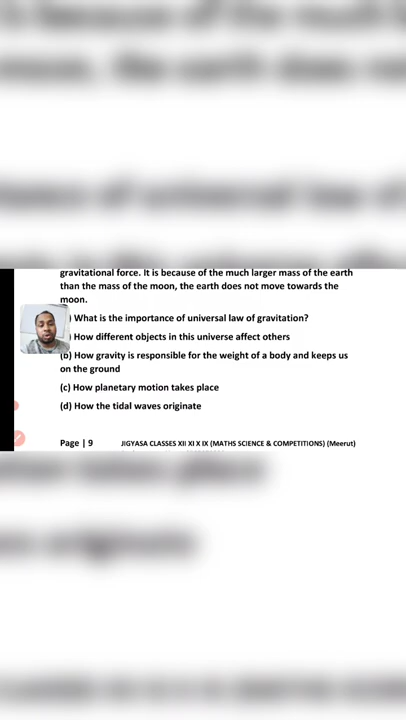 gravitational force. It is because of the much larger mass of the earth
than the mass of the moon, the earth does not move towards the
moon.
) What is the importance of universal law of gravitation?
) How different objects in this universe affect others
(b) How gravity is responsible for the weight of a body and keeps us
on the ground
(c) How planetary motion takes place
(d) How the tidal waves originate
Page | 9 JIGYASA CLASSES XII XI X IX (MATHS SCIENCE & COMPETITIONS) (Meerut)